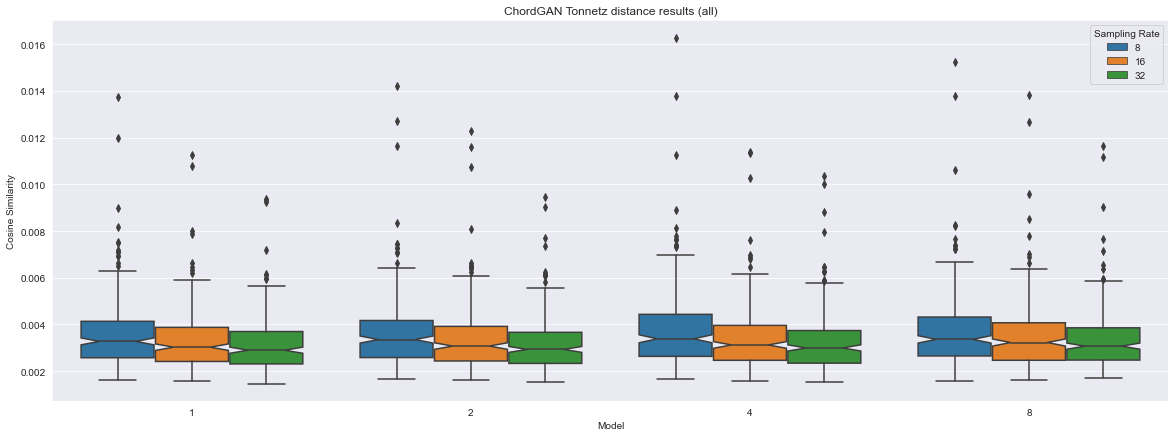 ChordGAN Tonnetz distance results (all)
Sampling Rate
8
16
32
Cosine Similarity
0.016
0.014
0.012
0.010
0.008
0.006
0.004
0.002
1 2 4 8
Model